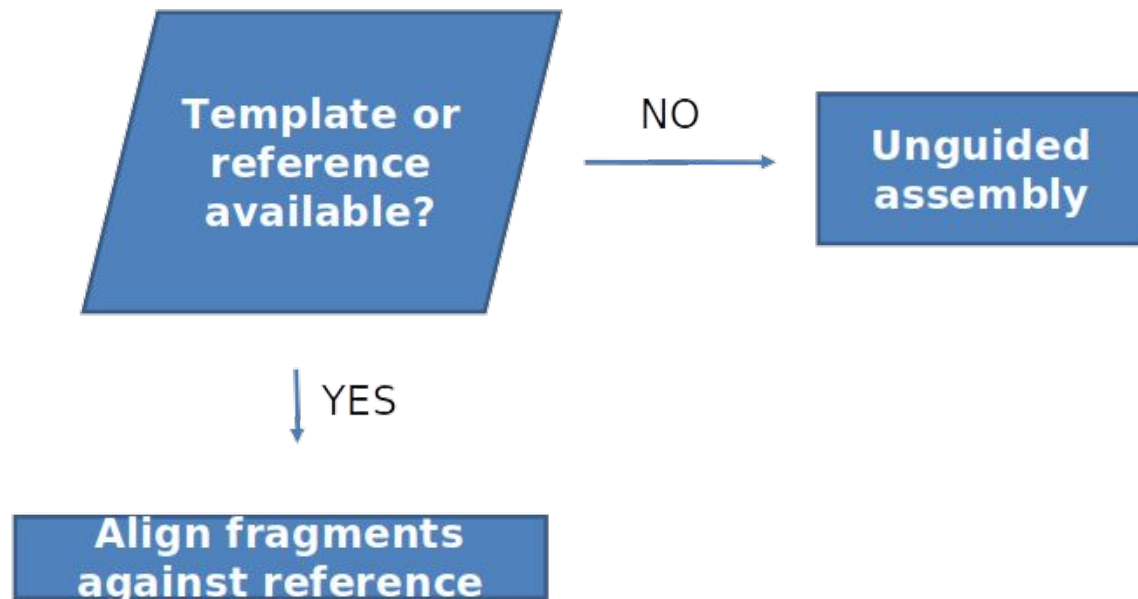 Template or
reference
available?
NO
Unguided
assembly
YES
Align fragments
against reference